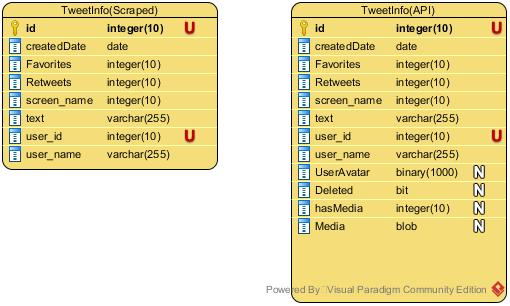 TweetInfo(Scraped)
id integer(10) U
createdDate date
Favorites integer(10)
Retweets integer(10)
screen_name integer(10)
text varchar(255)
user_id integer(10) U
user_name varchar(255)
TweetInfo(API)
id integer(10) U
createdDate date
Favorites integer(10)
Retweets integer(10)
screen_name integer(10)
text varchar(255)
user_id integer(10) U
user_name varchar(255)
UserAvatar binary(1000) N
Deleted bit N
hasMedia integer(10) N
Media blob N
Powered By Visual Paradigm Community Edition